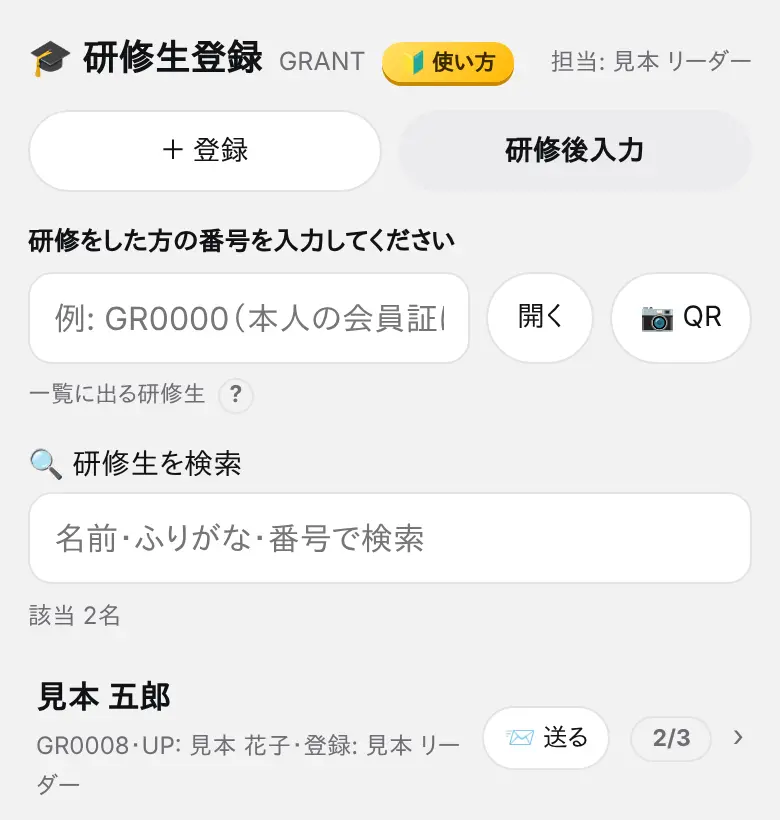 🎓 研修生登録 GRANT 🔰 使い方 担当: 見本 リーダー
＋ 登録 研修後入力
研修をした方の番号を入力してください
例: GR0000（本人の会員証 開く 📷 QR
一覧に出る研修生 ?
🔍 研修生を検索
名前・ふりがな・番号で検索
該当 2名
見本 五郎
GR0008・UP: 見本 花子・登録: 見本 リー
ダー
📨 送る 2/3 ›